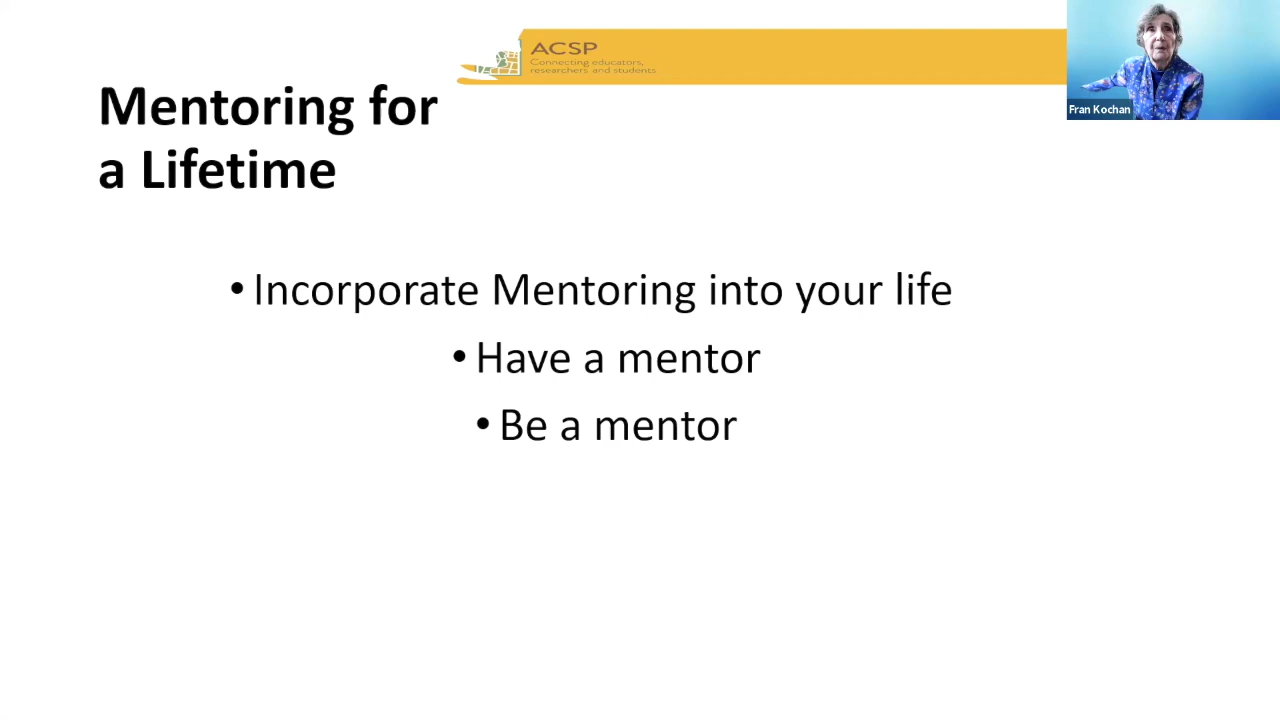 ACSP
Connecting educators,
researchers and students
Fran Kochan
Mentoring for
a Lifetime
• Incorporate Mentoring into your life
• Have a mentor
• Be a mentor